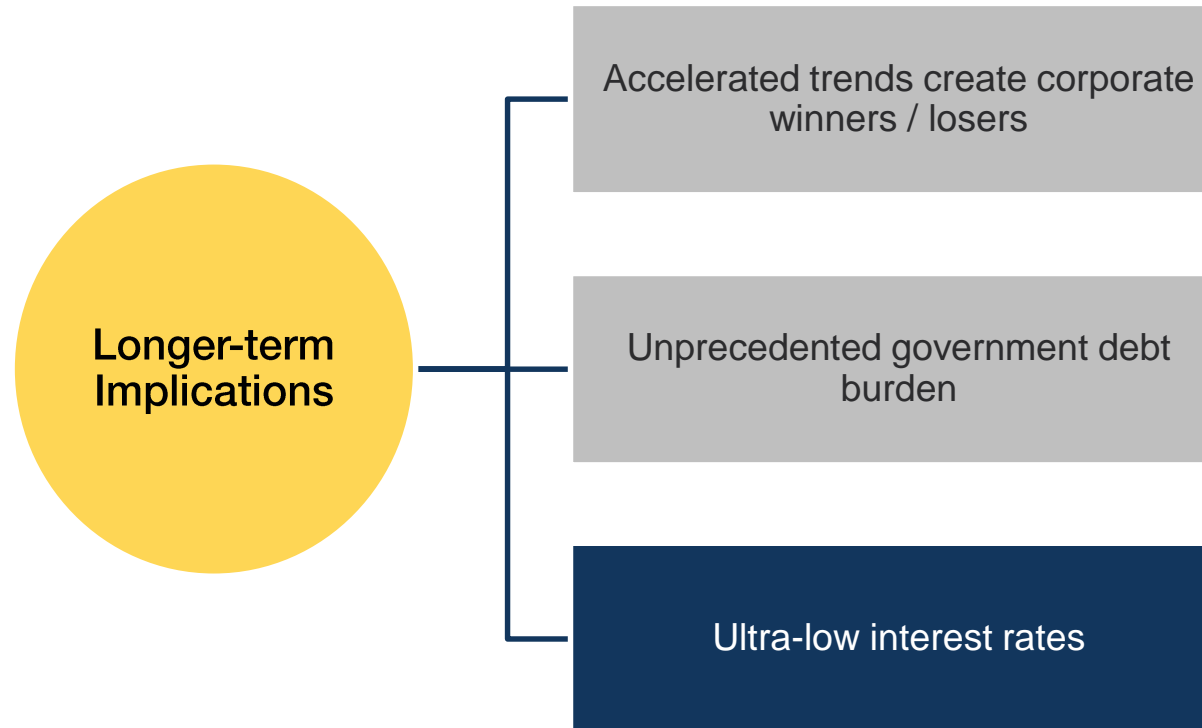 Accelerated trends create corporate
winners / losers
Longer-term
Implications
Unprecedented government debt
burden
Ultra-low interest rates